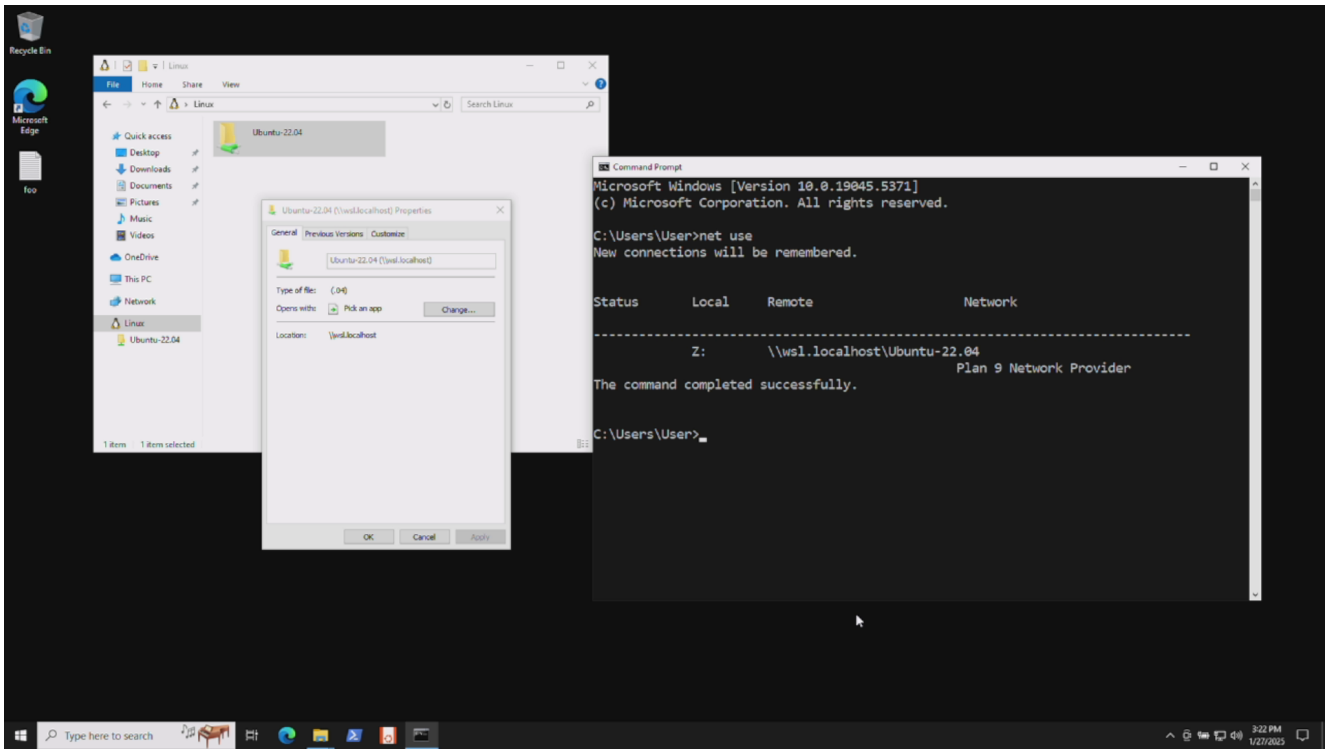 Recycle Bin
Microsoft
Edge
foo
Linux
File Home Share View
Linux
Search Linux
Quick access
Desktop
Downloads
Documents
Pictures
Music
Videos
OneDrive
This PC
Network
Linux
Ubuntu-22.04
Ubuntu-22.04
1 item 1 item selected
Ubuntu-22.04 (\\wsl.localhost) Properties
General Previous Versions Customize
Ubuntu-22.04 (\\wsl.localhost)
Type of file: (.04)
Opens with: Pick an app Change...
Location: \\wsl.localhost
OK Cancel Apply
Command Prompt
Microsoft Windows [Version 10.0.19045.5371]
(c) Microsoft Corporation. All rights reserved.
C:\Users\User>net use
New connections will be remembered.
Status Local Remote Network
-------------------------------------------------------------------------------
Z: \\wsl.localhost\Ubuntu-22.04
Plan 9 Network Provider
The command completed successfully.
C:\Users\User>_
Type here to search
3:22 PM
1/27/2025